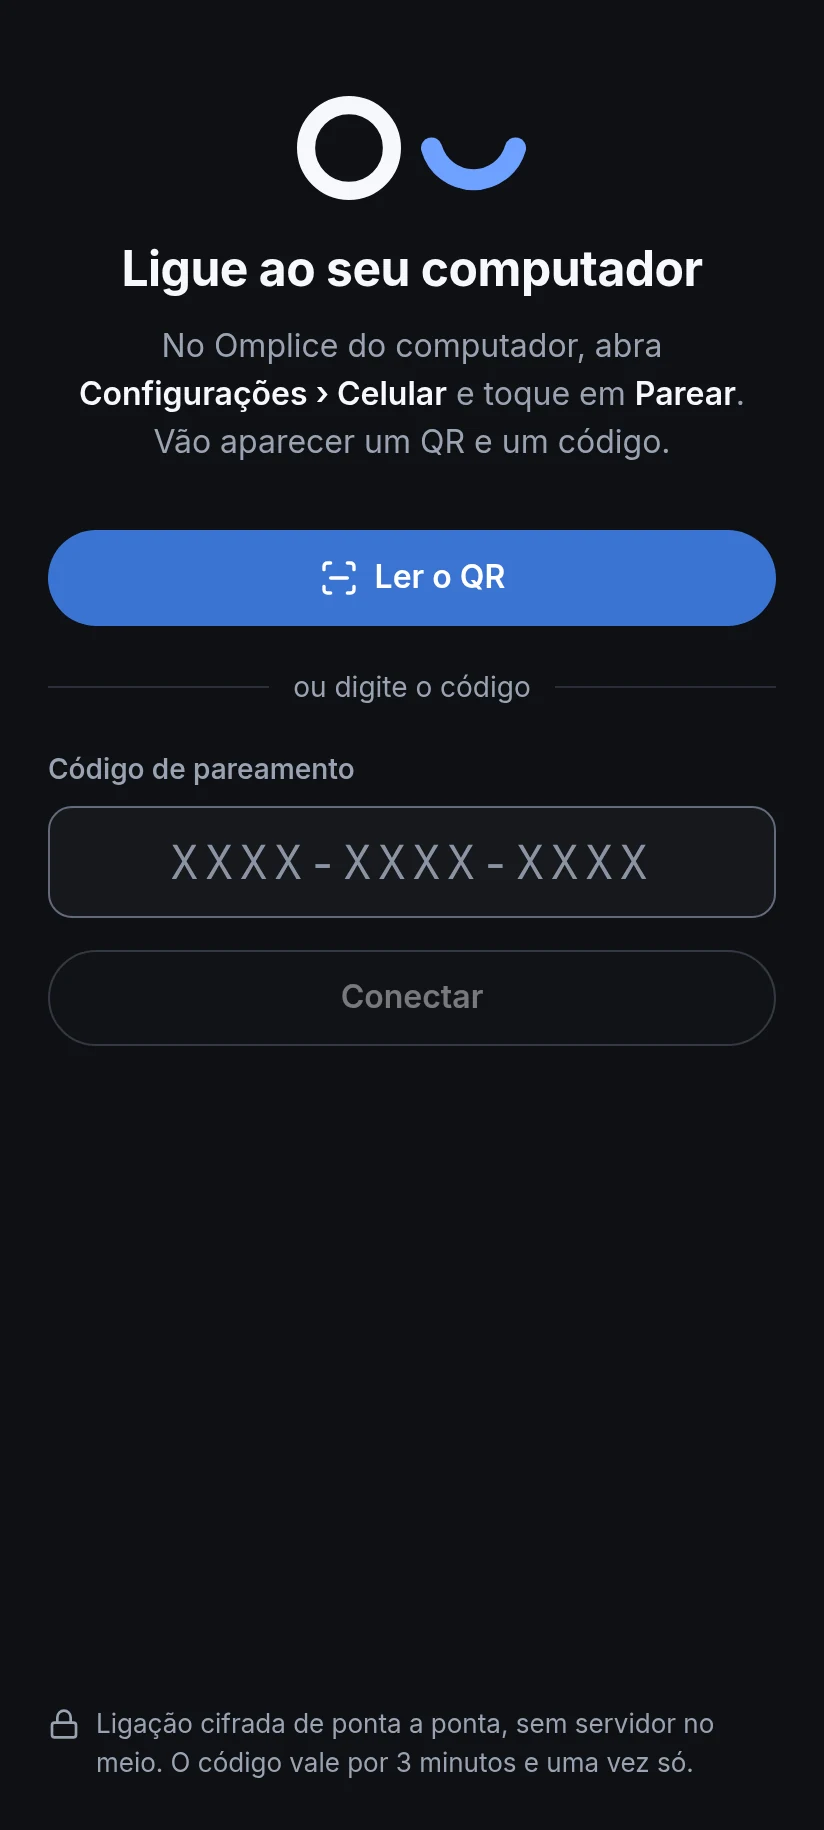 Ligue ao seu computador
No Omplice do computador, abra
Configurações › Celular e toque em Parear.
Vão aparecer um QR e um código.
Ler o QR
ou digite o código
Código de pareamento
XXXX-XXXX-XXXX
Conectar
Ligação cifrada de ponta a ponta, sem servidor no
meio. O código vale por 3 minutos e uma vez só.